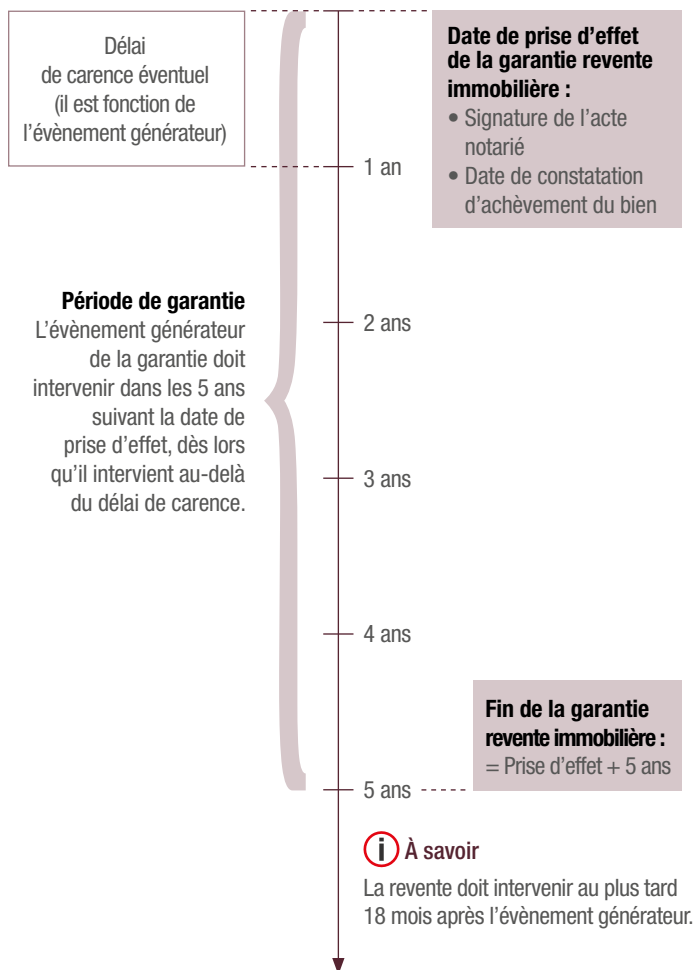 Délai
de carence éventuel
(il est fonction de
l’évènement générateur)
Date de prise d’effet
de la garantie revente
immobilière :
• Signature de l’acte
notarié
• Date de constatation
d’achèvement du bien
1 an
Période de garantie
L’évènement générateur
de la garantie doit
intervenir dans les 5 ans
suivant la date de
prise d’effet, dès lors
qu’il intervient au-delà
du délai de carence.
2 ans
3 ans
4 ans
Fin de la garantie
revente immobilière :
= Prise d’effet + 5 ans
5 ans
i À savoir
La revente doit intervenir au plus tard
18 mois après l’évènement générateur.